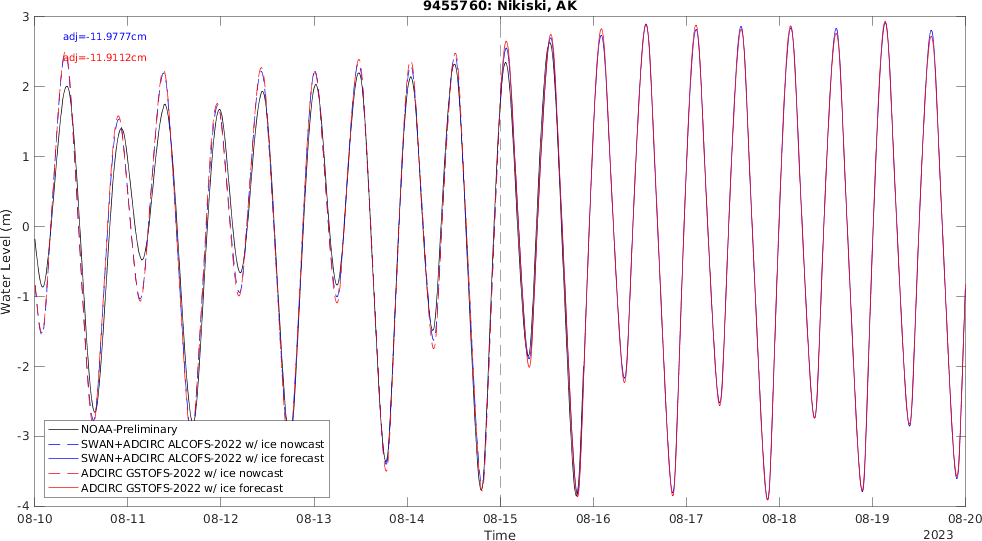 9455760: Nikiski, AK
adj=-11.9777cm
adj=-11.9112cm
3
2
1
0
-1
-2
-3
-4
Water Level (m)
NOAA-Preliminary
SWAN+ADCIRC ALCOFS-2022 w/ ice nowcast
SWAN+ADCIRC ALCOFS-2022 w/ ice forecast
ADCIRC GSTOFS-2022 w/ ice nowcast
ADCIRC GSTOFS-2022 w/ ice forecast
08-10 08-11 08-12 08-13 08-14 08-15 08-16 08-17 08-18 08-19 08-20
Time
2023